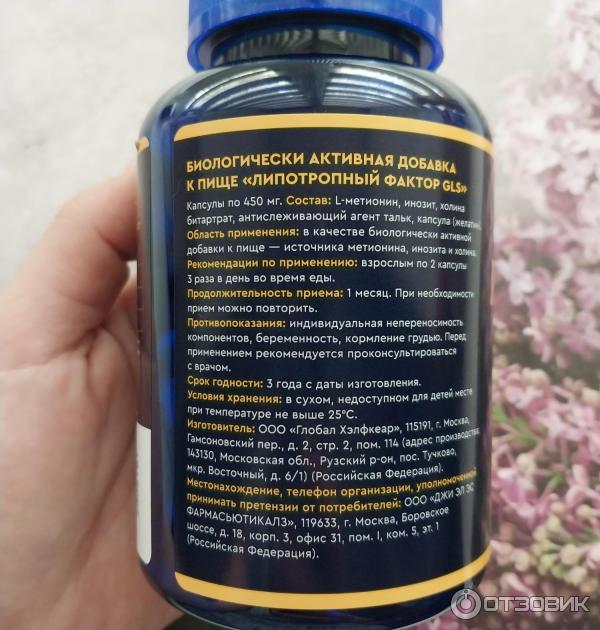 БИОЛОГИЧЕСКИ АКТИВНАЯ ДОБАВКА
К ПИЩЕ «ЛИПОТРОПНЫЙ ФАКТОР GLS»
Капсулы по 450 мг. Состав: L-метионин, инозит, холина
битартрат, антислеживающий агент тальк, капсула (желатин).
Область применения: в качестве биологически активной
добавки к пище — источника метионина, инозита и холина.
Рекомендации по применению: взрослым по 2 капсулы
3 раза в день во время еды.
Продолжительность приема: 1 месяц. При необходимости
прием можно повторить.
Противопоказания: индивидуальная непереносимость
компонентов, беременность, кормление грудью. Перед
применением рекомендуется проконсультироваться
с врачом.
Срок годности: 3 года с даты изготовления.
Условия хранения: в сухом, недоступном для детей месте
при температуре не выше 25°С.
Изготовитель: ООО «Глобал Хэлфкеар», 115191, г. Москва,
Гамсоновский пер., д. 2, стр. 2, пом. 114 (адрес производства:
143130, Московская обл., Рузский р-он, пос. Тучково,
мкр. Восточный, д. 6/1) (Российская Федерация).
Местонахождение, телефон организации, уполномоченной
принимать претензии от потребителей: ООО «ДЖИ ЭЛ ЭС
ФАРМАСЬЮТИКАЛЗ», 119633, г. Москва, Боровское
шоссе, д. 18, корп. 3, офис 31, пом. I, ком. 5, эт. 1
(Российская Федерация).
ОТЗОВИК